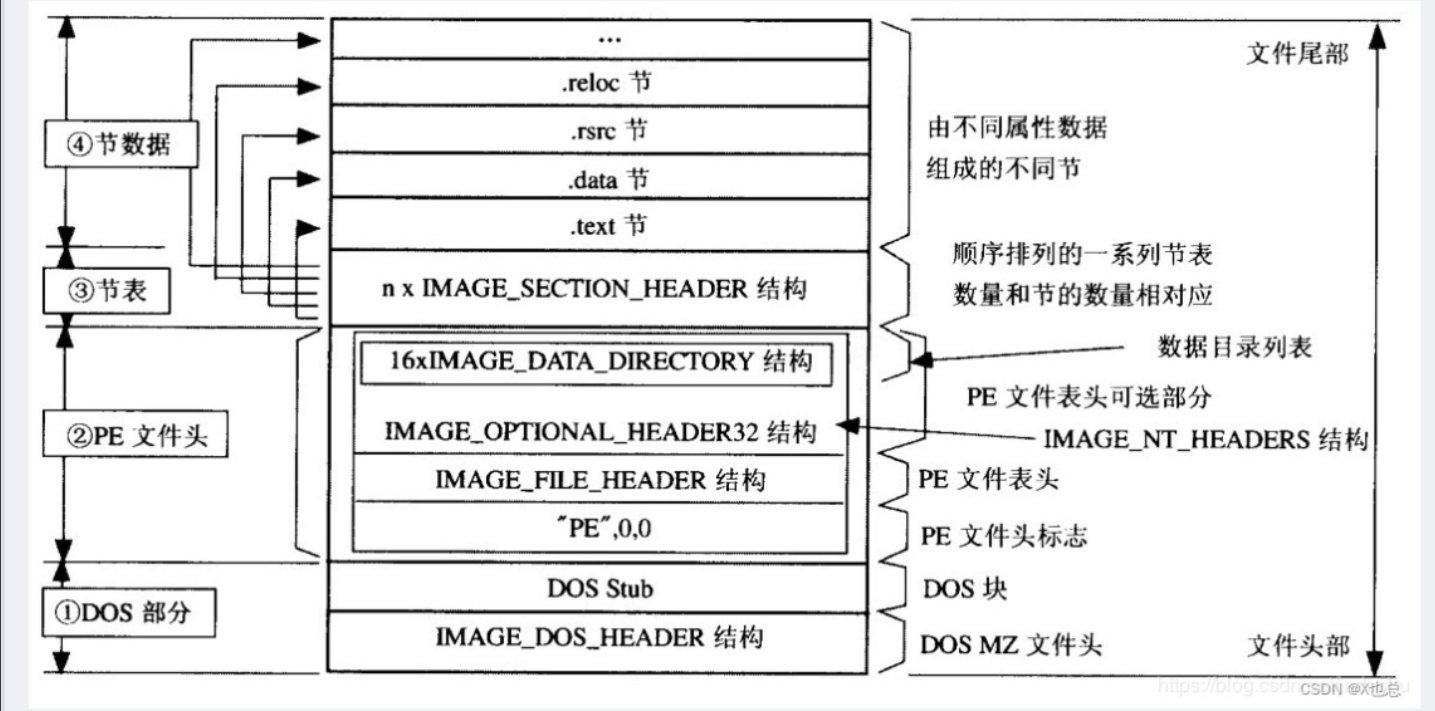 ...
文件尾部
.reloc 节
.rsrc 节
由不同属性数据
组成的不同节
④节数据
.data 节
.text 节
③节表
n x IMAGE_SECTION_HEADER 结构
顺序排列的一系列节表
数量和节的数量相对应
16xIMAGE_DATA_DIRECTORY 结构
数据目录列表
PE 文件表头可选部分
②PE 文件头
IMAGE_OPTIONAL_HEADER32 结构
IMAGE_NT_HEADERS 结构
IMAGE_FILE_HEADER 结构
PE 文件表头
"PE",0,0
PE 文件头标志
DOS Stub
DOS 块
①DOS 部分
IMAGE_DOS_HEADER 结构
DOS MZ 文件头
文件头部
CSDN @x也总